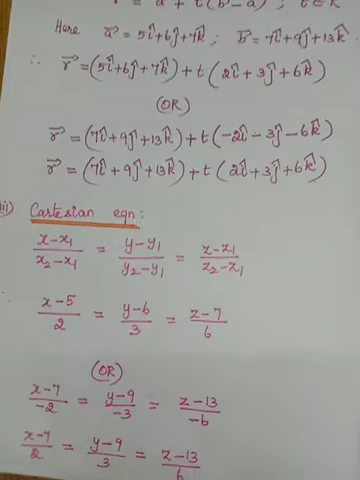 r⃗ = a⃗ + t(b⃗ - a⃗) ; t∈R
Here a⃗ = 5î+6ĵ+7k̂ b⃗ = 7î+9ĵ+13k̂
∴ r⃗ = (5î+6ĵ+7k̂) + t (2î+3ĵ+6k̂)
(OR)
r⃗ = (7î+9ĵ+13k̂) + t (-2î-3ĵ-6k̂)
r⃗ = (7î+9ĵ+13k̂) + t (2î+3ĵ+6k̂)
ii) Cartesian eqn:
(x-x₁)/(x₂-x₁) = (y-y₁)/(y₂-y₁) = (z-z₁)/(z₂-z₁)
(x-5)/2 = (y-6)/3 = (z-7)/6
(OR)
(x-7)/-2 = (y-9)/-3 = (z-13)/-6
(x-7)/2 = (y-9)/3 = (z-13)/6